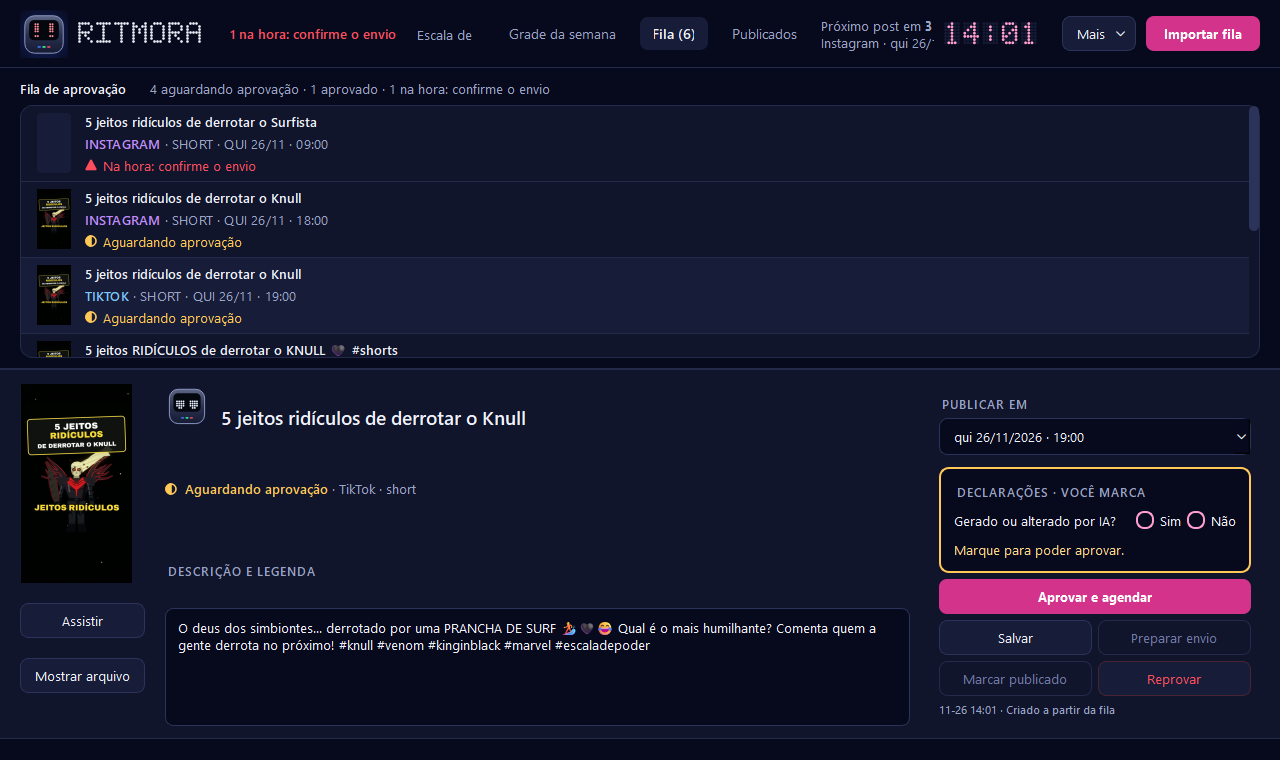 RITMORA
1 na hora: confirme o envio
Escala de
Grade da semana
Fila (6)
Publicados
Próximo post em 3
Instagram · qui 26/
14:01
Mais
Importar fila
Fila de aprovação
4 aguardando aprovação · 1 aprovado · 1 na hora: confirme o envio
5 jeitos ridículos de derrotar o Surfista
INSTAGRAM · SHORT · QUI 26/11 · 09:00
Na hora: confirme o envio
5 jeitos ridículos de derrotar o Knull
INSTAGRAM · SHORT · QUI 26/11 · 18:00
Aguardando aprovação
5 jeitos ridículos de derrotar o Knull
TIKTOK · SHORT · QUI 26/11 · 19:00
Aguardando aprovação
5 jeitos RIDÍCULOS de derrotar o KNULL 🖤 #shorts
5 JEITOS
RIDÍCULOS
DE DERROTAR O KNULL
JEITOS RIDÍCULOS
Assistir
Mostrar arquivo
5 jeitos ridículos de derrotar o Knull
Aguardando aprovação · TikTok · short
DESCRIÇÃO E LEGENDA
O deus dos simbiontes... derrotado por uma PRANCHA DE SURF 🏄🖤😂 Qual é o mais humilhante? Comenta quem a
gente derrota no próximo! #knull #venom #kinginblack #marvel #escaladepoder
PUBLICAR EM
qui 26/11/2026 · 19:00
DECLARAÇÕES · VOCÊ MARCA
Gerado ou alterado por IA?
Sim
Não
Marque para poder aprovar.
Aprovar e agendar
Salvar
Preparar envio
Marcar publicado
Reprovar
11-26 14:01 · Criado a partir da fila